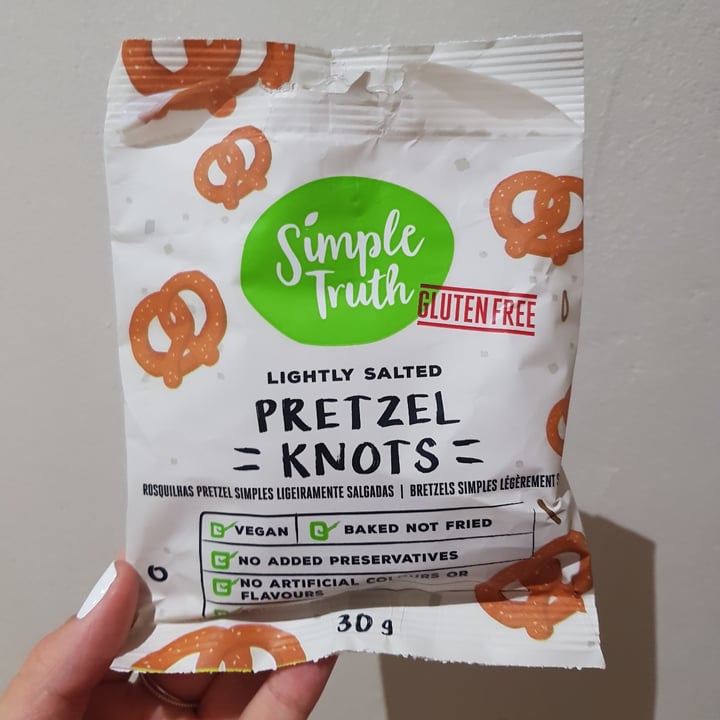 Simple
Truth
GLUTEN FREE
LIGHTLY SALTED
PRETZEL
KNOTS
ROSQUILHAS PRETZEL SIMPLES LIGEIRAMENTE SALGADAS | BRETZELS SIMPLES LÉGÈREMENT
VEGAN BAKED NOT FRIED
NO ADDED PRESERVATIVES
NO ARTIFICIAL COLOURS OR
FLAVOURS
30 g